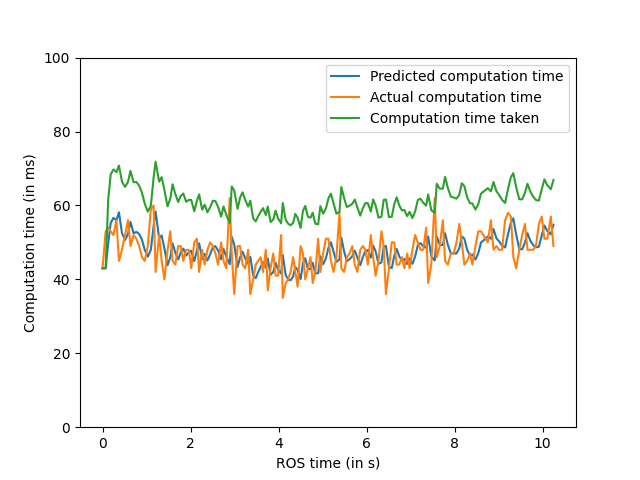 100
80
60
40
20
0
Computation time (in ms)
Predicted computation time
Actual computation time
Computation time taken
0 2 4 6 8 10
ROS time (in s)